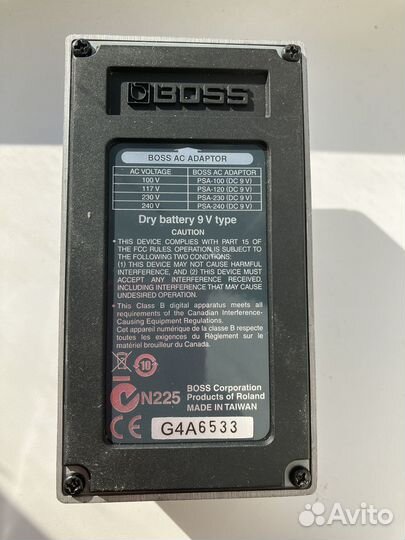 BOSS
BOSS AC ADAPTOR
AC VOLTAGE BOSS AC ADAPTOR
100 V PSA-100 (DC 9 V)
117 V PSA-120 (DC 9 V)
230 V PSA-230 (DC 9 V)
240 V PSA-240 (DC 9 V)
Dry battery 9 V type
CAUTION
• THIS DEVICE COMPLIES WITH PART 15 OF
THE FCC RULES. OPERATION IS SUBJECT
TO THE FOLLOWING TWO CONDITIONS:
(1) THIS DEVICE MAY NOT CAUSE HARMFUL
INTERFERENCE, AND (2) THIS DEVICE MUST
ACCEPT ANY INTERFERENCE RECEIVED,
INCLUDING INTERFERENCE THAT MAY CAUSE
UNDESIRED OPERATION.
• This Class B digital apparatus meets all
requirements of the Canadian Interference-
Causing Equipment Regulations.
Cet appareil numérique de la classe B respecte
toutes les exigences du Règlement sur le
matériel brouilleur du Canada.
10
N225
BOSS Corporation
Products of Roland
MADE IN TAIWAN
CE
G4A6533
Avito